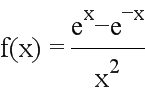 f(x) = (e^x − e^−x) / x^2